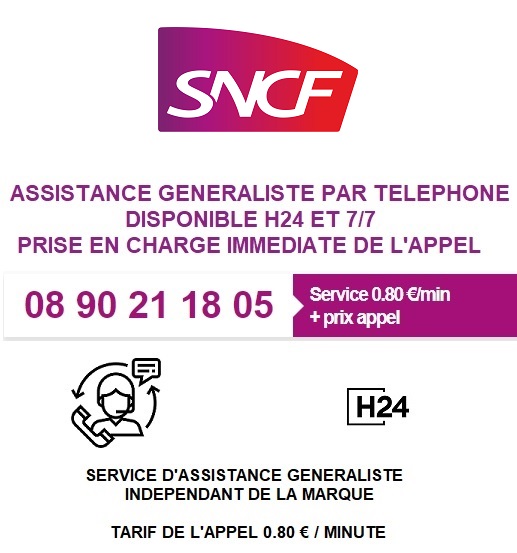 SNCF
ASSISTANCE GENERALISTE PAR TELEPHONE
DISPONIBLE H24 ET 7/7
PRISE EN CHARGE IMMEDIATE DE L'APPEL
08 90 21 18 05
Service 0.80 €/min
+ prix appel
H24
SERVICE D'ASSISTANCE GENERALISTE
INDEPENDANT DE LA MARQUE
TARIF DE L'APPEL 0.80 € / MINUTE